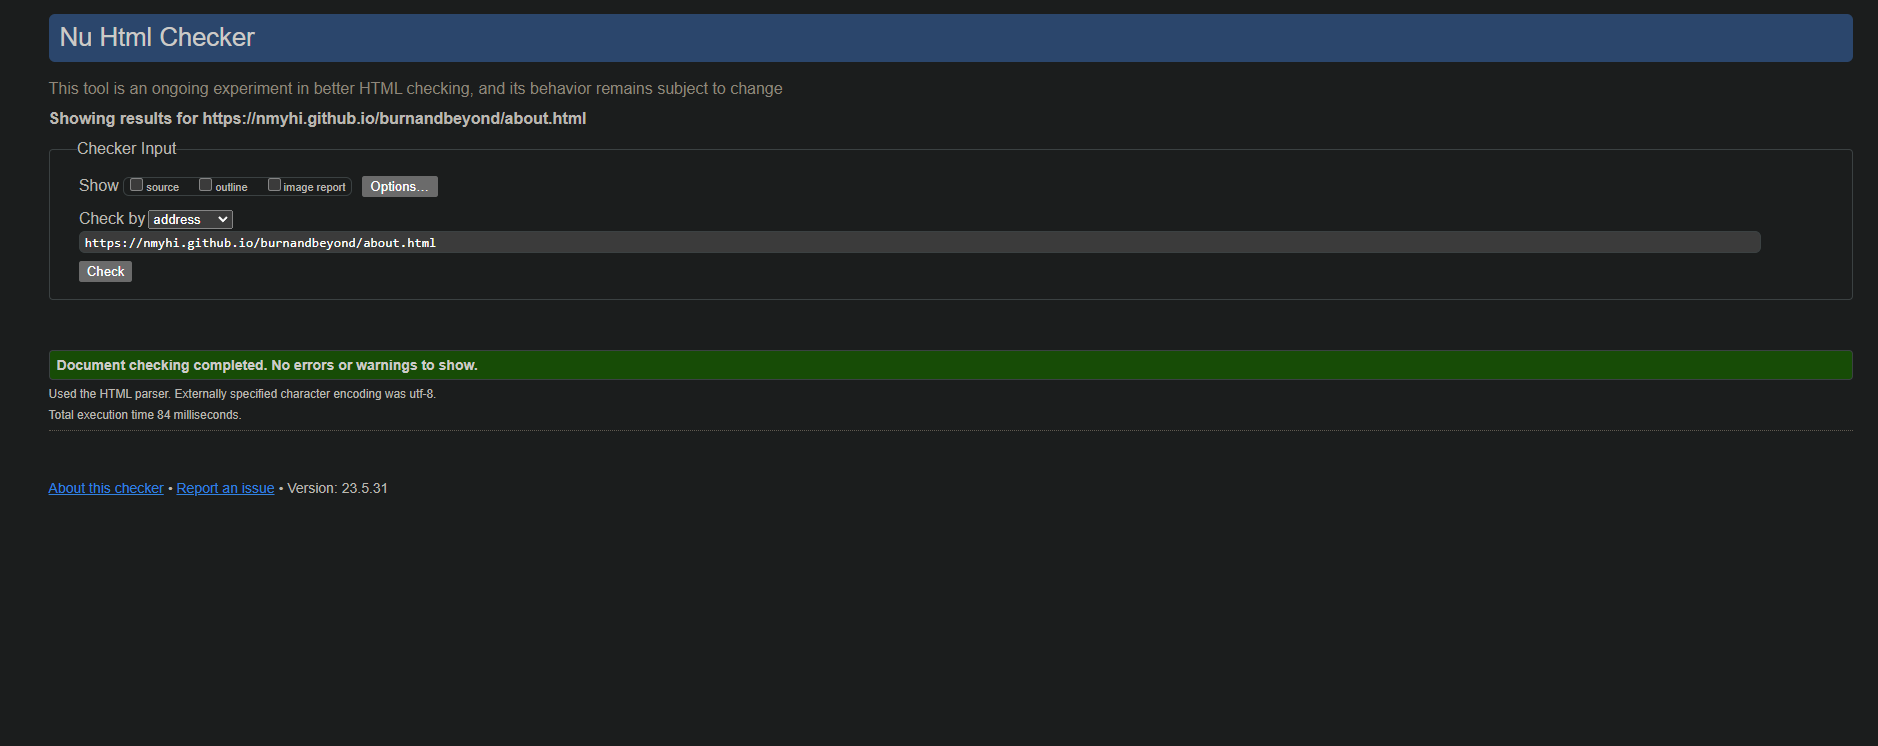 Nu Html Checker
This tool is an ongoing experiment in better HTML checking, and its behavior remains subject to change
Showing results for https://nmyhi.github.io/burnandbeyond/about.html
Checker Input
Show source outline image report Options...
Check by address
https://nmyhi.github.io/burnandbeyond/about.html
Check
Document checking completed. No errors or warnings to show.
Used the HTML parser. Externally specified character encoding was utf-8.
Total execution time 84 milliseconds.
About this checker • Report an issue • Version: 23.5.31